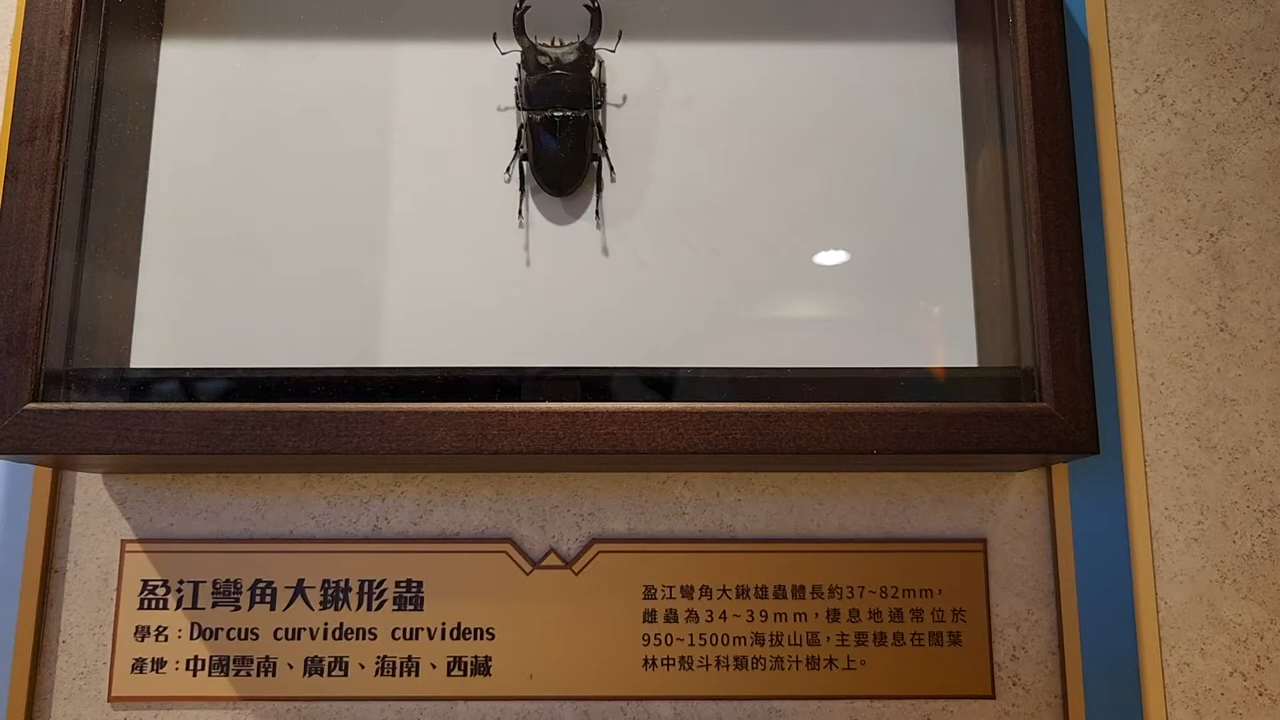 盈江彎角大鍬形蟲
學名：Dorcus curvidens curvidens
產地：中國雲南、廣西、海南、西藏
盈江彎角大鍬雄蟲體長約37~82mm，
雌蟲為34~39mm，棲息地通常位於
950~1500m海拔山區，主要棲息在闊葉
林中殼斗科類的流汁樹木上。